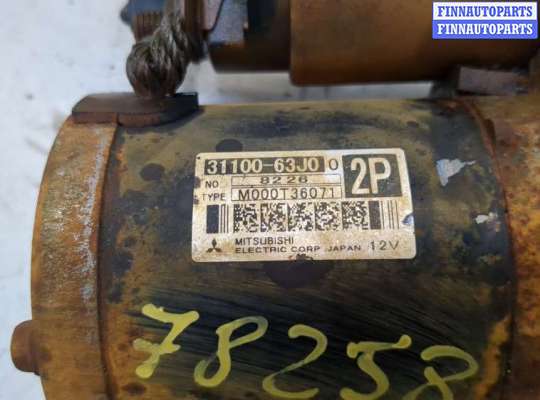 FINNAUTOPARTS
FINNAUTOPARTS
31100-63J0 0
2P
NO. 8226
TYPE M000T36071
MITSUBISHI
ELECTRIC CORP. JAPAN 12V
78258